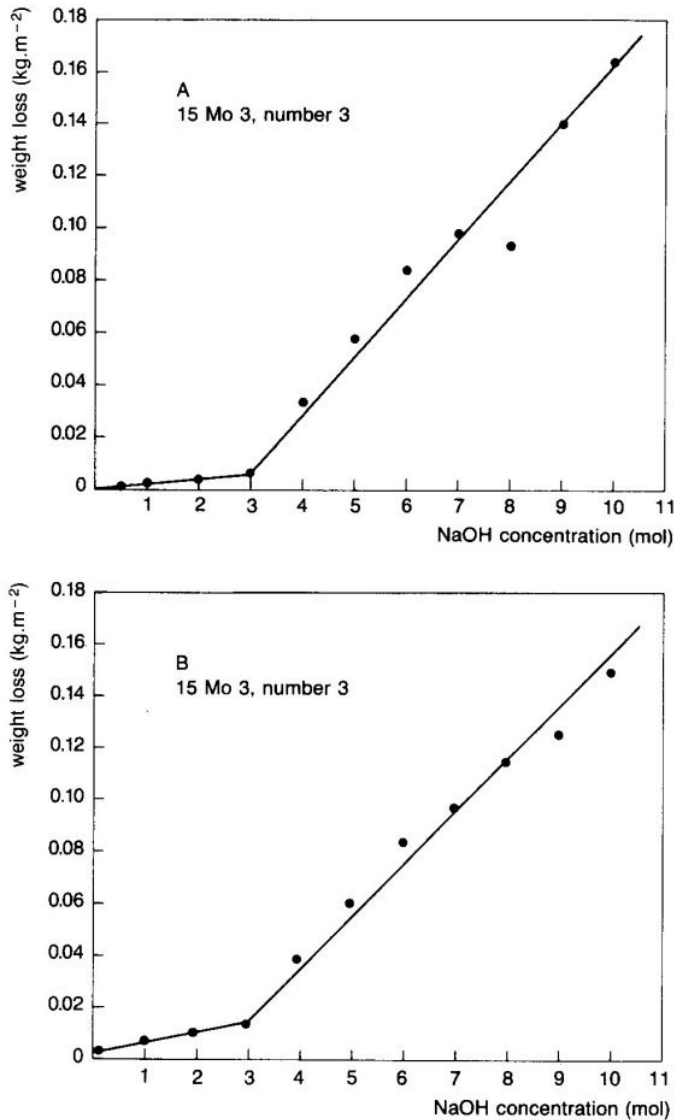 weight loss (kg.m⁻²)
0.18
0.16
0.14
0.12
0.10
0.08
0.06
0.04
0.02
0
A
15 Mo 3, number 3
1 2 3 4 5 6 7 8 9 10 11
NaOH concentration (mol)
weight loss (kg.m⁻²)
0.18
0.16
0.14
0.12
0.10
0.08
0.06
0.04
0.02
0
B
15 Mo 3, number 3
1 2 3 4 5 6 7 8 9 10 11
NaOH concentration (mol)